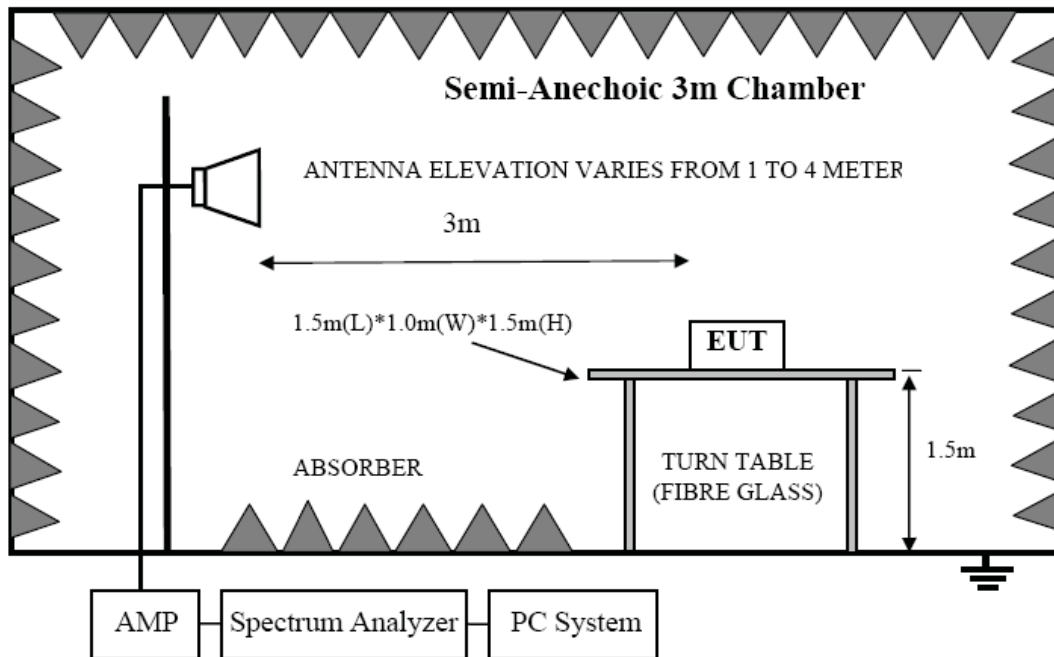 Semi-Anechoic 3m Chamber
ANTENNA ELEVATION VARIES FROM 1 TO 4 METER
3m
1.5m(L)*1.0m(W)*1.5m(H)
EUT
1.5m
ABSORBER
TURN TABLE
(FIBRE GLASS)
AMP
Spectrum Analyzer
PC System